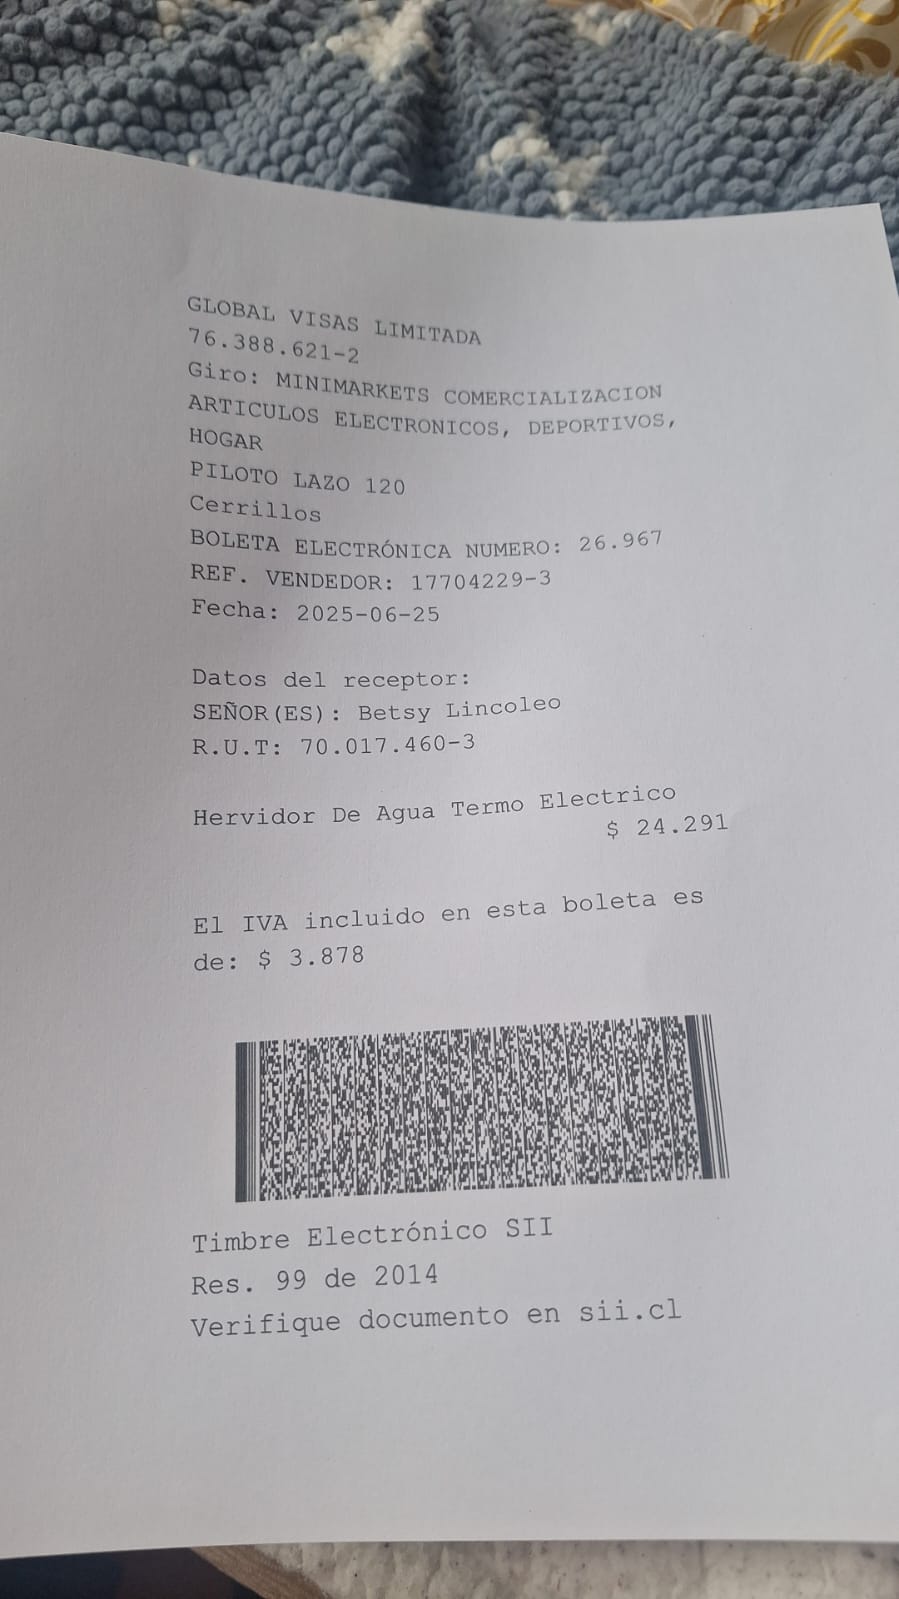 GLOBAL VISAS LIMITADA
76.388.621-2
Giro: MINIMARKETS COMERCIALIZACION
ARTICULOS ELECTRONICOS, DEPORTIVOS,
HOGAR
PILOTO LAZO 120
Cerrillos
BOLETA ELECTRÓNICA NUMERO: 26.967
REF. VENDEDOR: 17704229-3
Fecha: 2025-06-25
Datos del receptor:
SEÑOR(ES): Betsy Lincoleo
R.U.T: 70.017.460-3
Hervidor De Agua Termo Electrico
$ 24.291
El IVA incluido en esta boleta es
de: $ 3.878
Timbre Electrónico SII
Res. 99 de 2014
Verifique documento en sii.cl